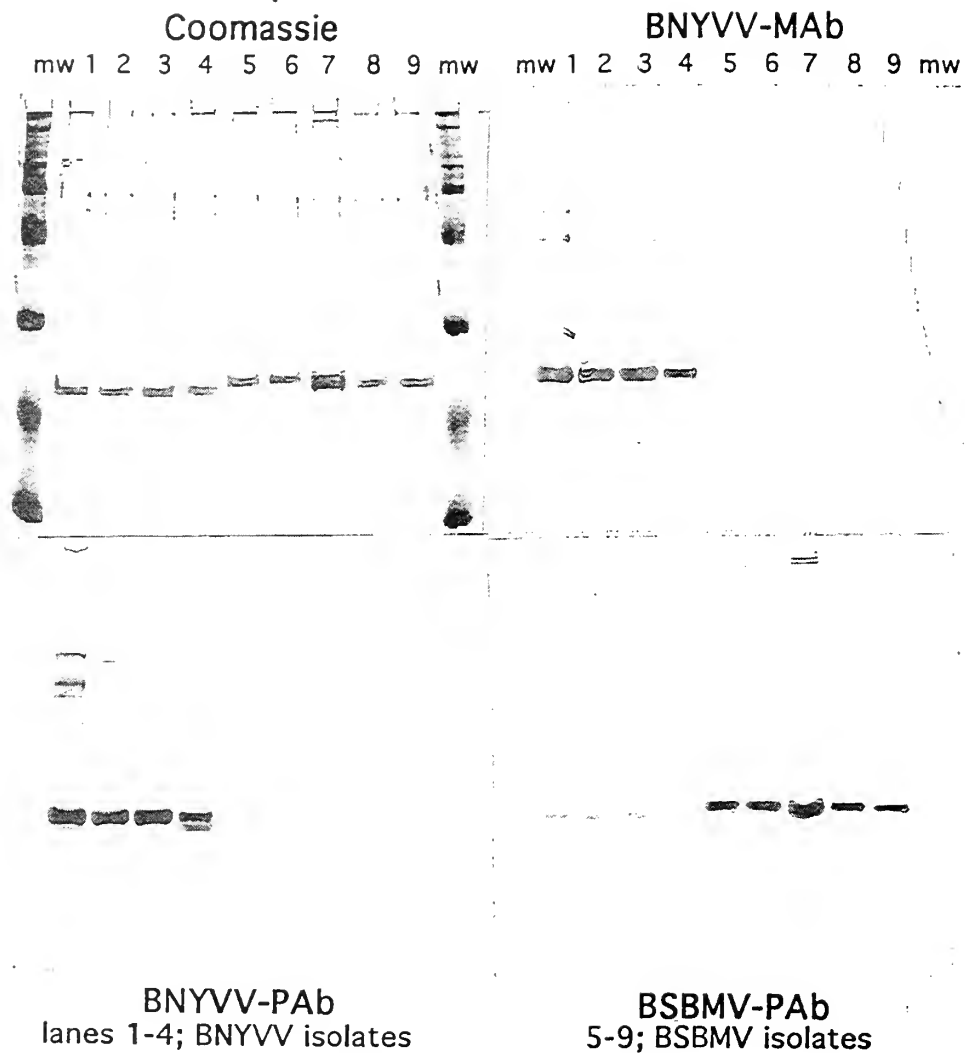 Coomassie
BNYVV-MAb
mw 1 2 3 4 5 6 7 8 9 mw
mw 1 2 3 4 5 6 7 8 9 mw
BNYVV-PAb
lanes 1-4; BNYVV isolates
BSBMV-PAb
5-9; BSBMV isolates